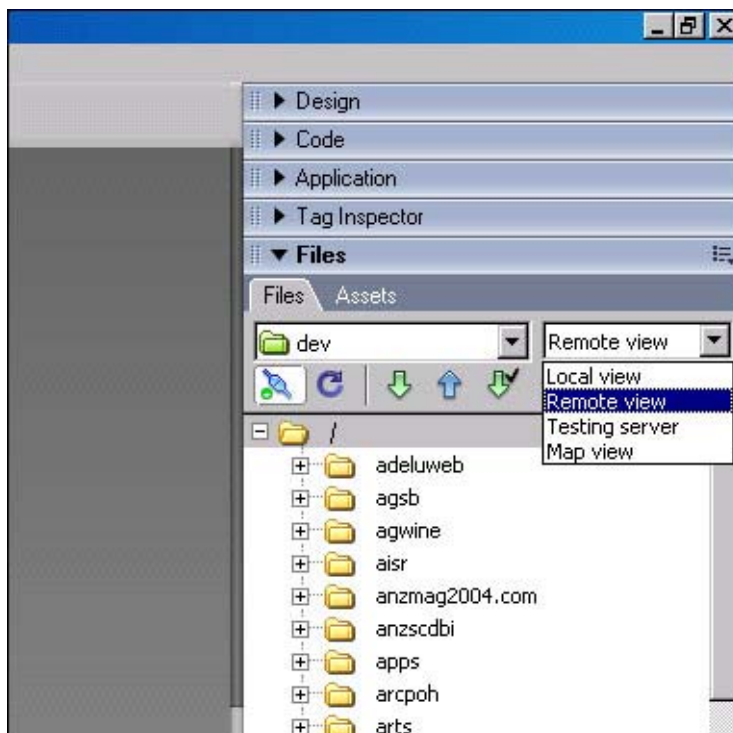 Design
Code
Application
Tag Inspector
Files
Files Assets
dev Remote view
Local view
Remote view
Testing server
Map view
/
adeluweb
agsb
agwine
aisr
anzmag2004.com
anzscdbi
apps
arcpoh
arts